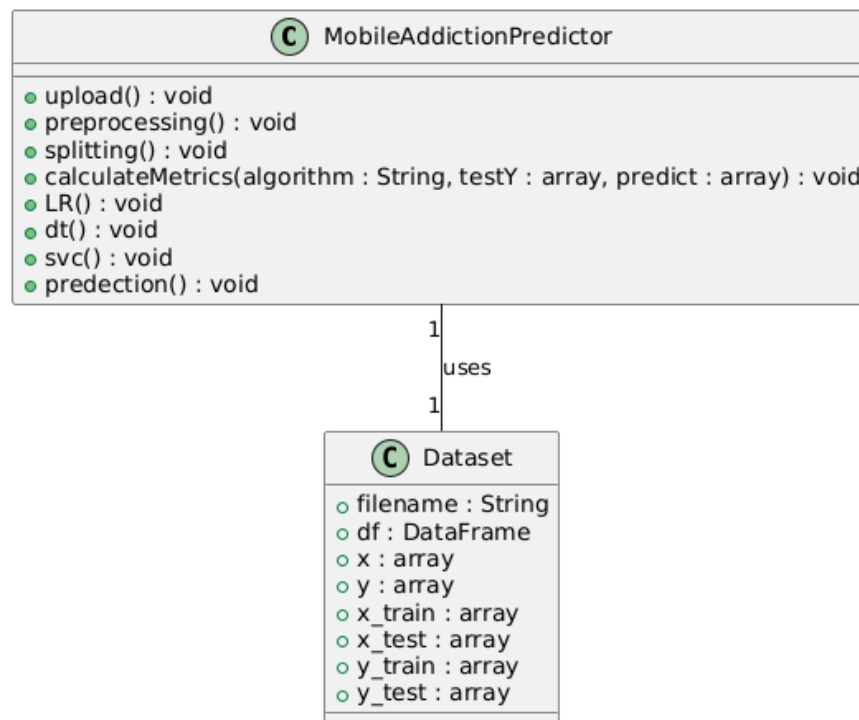 C MobileAddictionPredictor
upload() : void
preprocessing() : void
splitting() : void
calculateMetrics(algorithm : String, testY : array, predict : array) : void
LR() : void
dt() : void
svc() : void
predection() : void
1
uses
1
C Dataset
filename : String
df : DataFrame
x : array
y : array
x_train : array
x_test : array
y_train : array
y_test : array